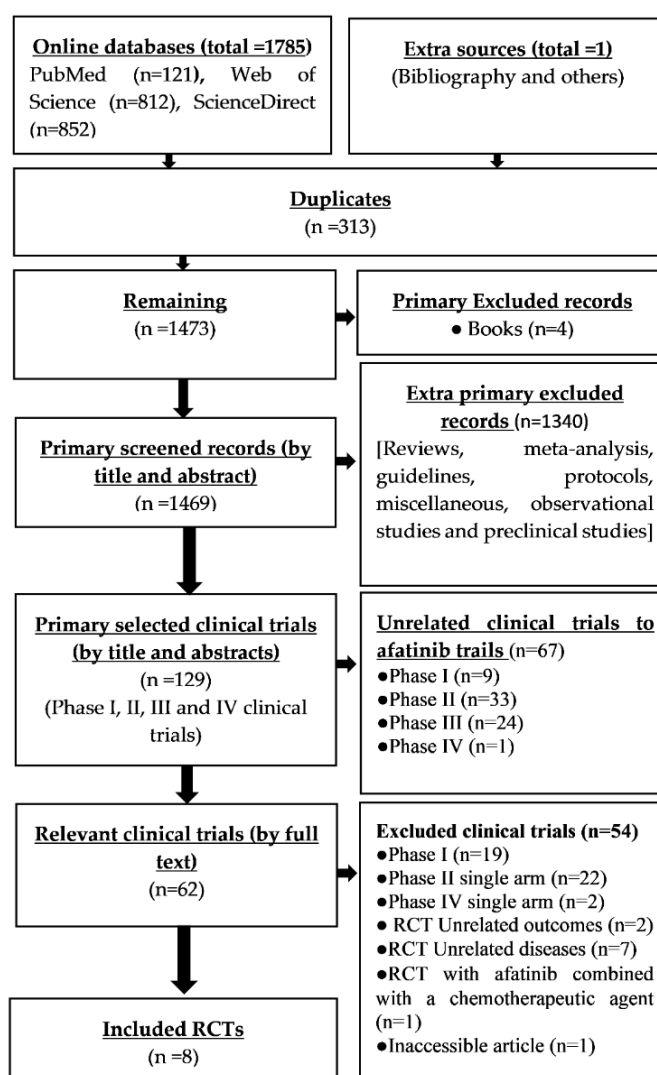 Online databases (total =1785)
PubMed (n=121), Web of
Science (n=812), ScienceDirect
(n=852)
Extra sources (total =1)
(Bibliography and others)
Duplicates
(n =313)
Remaining
(n =1473)
Primary Excluded records
● Books (n=4)
Primary screened records (by
title and abstract)
n =1469)
Extra primary excluded
records (n=1340)
[Reviews, meta-analysis,
guidelines, protocols,
miscellaneous, observational
studies and preclinical studies]
Primary selected clinical trials
(by title and abstracts)
(n =129)
(Phase I, II, III and IV clinical
trials)
Unrelated clinical trials to
afatinib trails (n=67)
●Phase I (n=9)
●Phase II (n=33)
●Phase III (n=24)
●Phase IV (n=1)
Relevant clinical trials (by full
text)
(n=62)
Excluded clinical trials (n=54)
●Phase I (n=19)
●Phase II single arm (n=22)
●Phase IV single arm (n=2)
● RCT Unrelated outcomes (n=2)
●RCT Unrelated diseases (n=7)
●RCT with afatinib combined
with a chemotherapeutic agent
(n=1)
●Inaccessible article (n=1)
Included RCTs
(n =8)